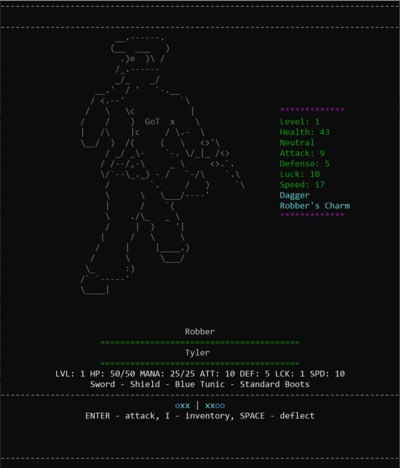 GoT x
Level: 1
Health: 43
Neutral
Attack: 9
Defense: 5
Luck: 10
Speed: 17
Dagger
Robber's Charm
Robber
Tyler
LVL: 1 HP: 50/50 MANA: 25/25 ATT: 10 DEF: 5 LCK: 1 SPD: 10
Sword - Shield - Blue Tunic - Standard Boots
oxx | xxoo
ENTER - attack, I - inventory, SPACE - deflect